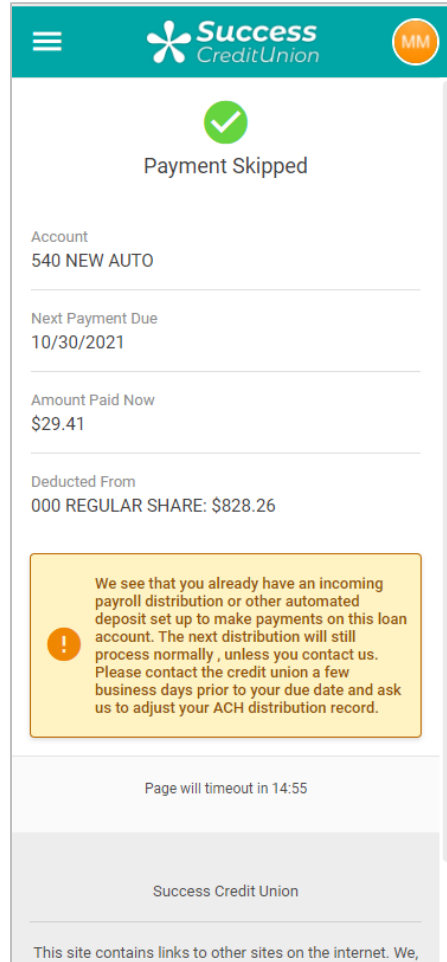 Success
CreditUnion
MM
Payment Skipped
Account
540 NEW AUTO
Next Payment Due
10/30/2021
Amount Paid Now
$29.41
Deducted From
000 REGULAR SHARE: $828.26
We see that you already have an incoming
payroll distribution or other automated
deposit set up to make payments on this loan
account. The next distribution will still
process normally , unless you contact us.
Please contact the credit union a few
business days prior to your due date and ask
us to adjust your ACH distribution record.
!
Page will timeout in 14:55
Success Credit Union
This site contains links to other sites on the internet. We,